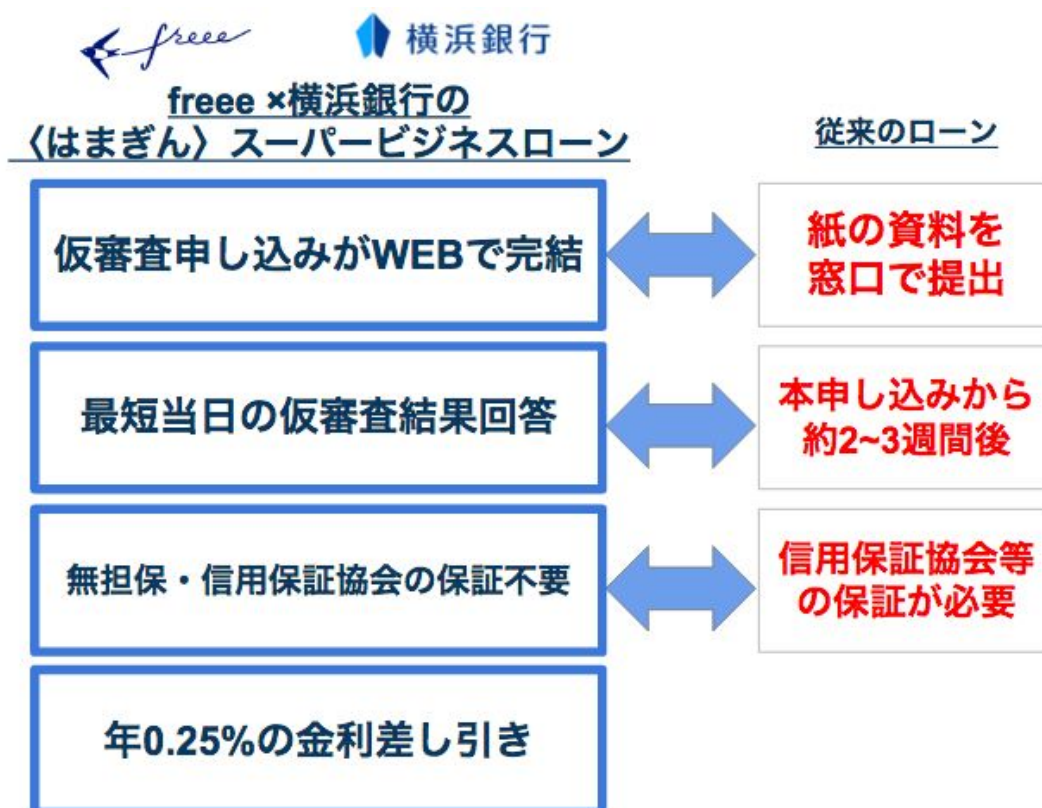 freee
横浜銀行
freee ×横浜銀行の
〈はまぎん〉スーパービジネスローン
従来のローン
仮審査申し込みがWEBで完結
紙の資料を
窓口で提出
最短当日の仮審査結果回答
本申し込みから
約2~3週間後
無担保・信用保証協会の保証不要
信用保証協会等
の保証が必要
年0.25%の金利差し引き